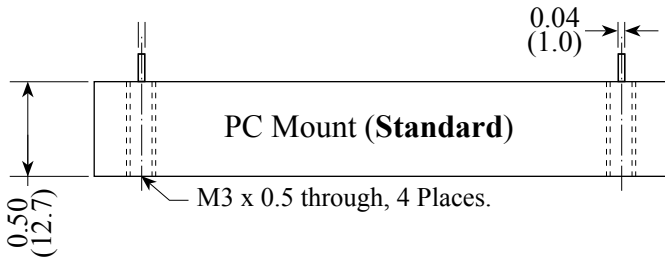 0.04
(1.0)
PC Mount (Standard)
M3 x 0.5 through, 4 Places.
0.50
(12.7)